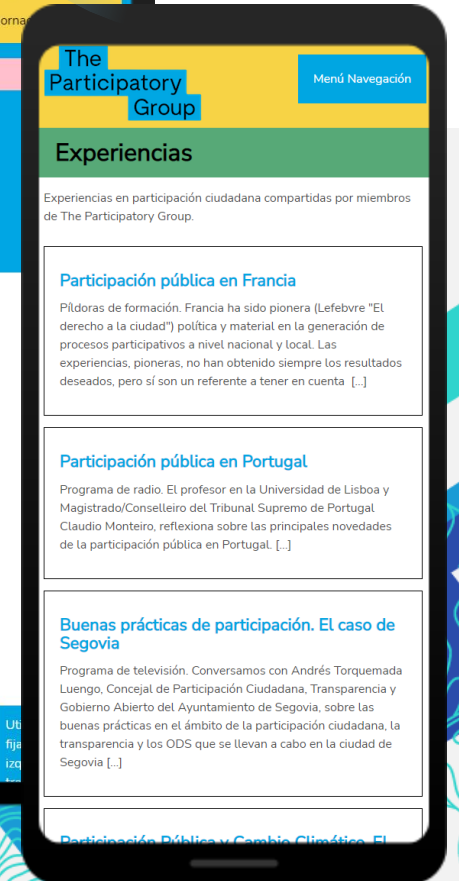 The
Participatory
Group
Menú Navegación
Experiencias
Experiencias en participación ciudadana compartidas por miembros
de The Participatory Group.
Participación pública en Francia
Píldoras de formación. Francia ha sido pionera (Lefebvre "El
derecho a la ciudad") política y material en la generación de
procesos participativos a nivel nacional y local. Las
experiencias, pioneras, no han obtenido siempre los resultados
deseados, pero sí son un referente a tener en cuenta  [...]
Participación pública en Portugal
Programa de radio. El profesor en la Universidad de Lisboa y
Magistrado/Conselleiro del Tribunal Supremo de Portugal
Claudio Monteiro, reflexiona sobre las principales novedades
de la participación pública en Portugal. [...]
Buenas prácticas de participación. El caso de
Segovia
Programa de televisión. Conversamos con Andrés Torquemada
Luengo, Concejal de Participación Ciudadana, Transparencia y
Gobierno Abierto del Ayuntamiento de Segovia, sobre las
buenas prácticas en el ámbito de la participación ciudadana, la
transparencia y los ODS que se llevan a cabo en la ciudad de
Segovia [...]
Participación Pública y Cambio Climático. El